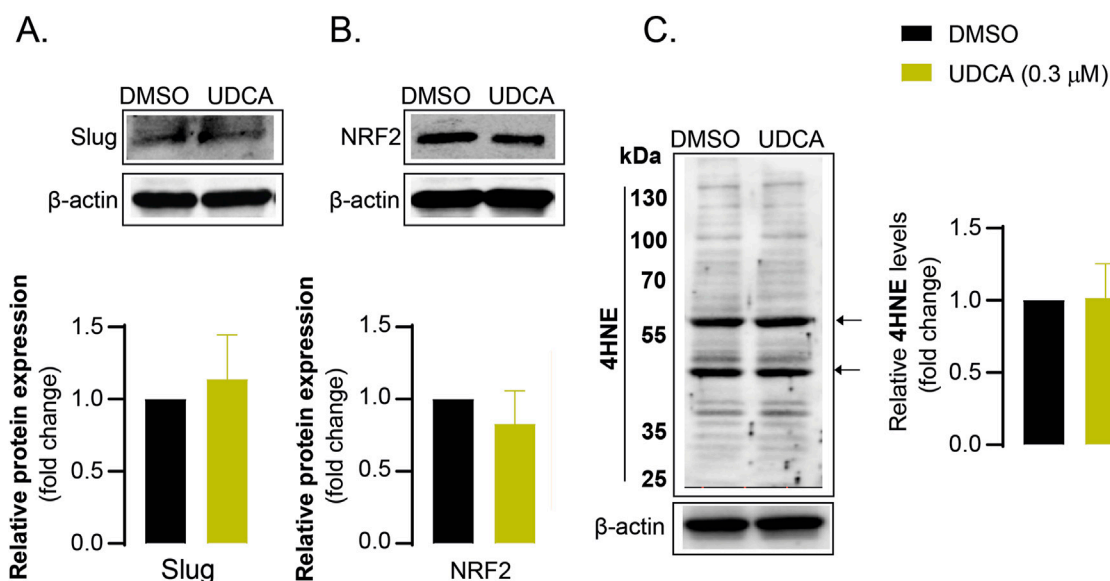 A.
DMSO UDCA
Slug
β-actin
Relative protein expression
(fold change)
1.5
1.0
0.5
0.0
Slug
B.
DMSO UDCA
NRF2
β-actin
Relative protein expression
(fold change)
1.5
1.0
0.5
0.0
NRF2
C.
DMSO UDCA
kDa
130
100
70
55
35
25
4HNE
β-actin
DMSO
UDCA (0.3 μM)
Relative 4HNE levels
(fold change)
1.5
1.0
0.5
0.0